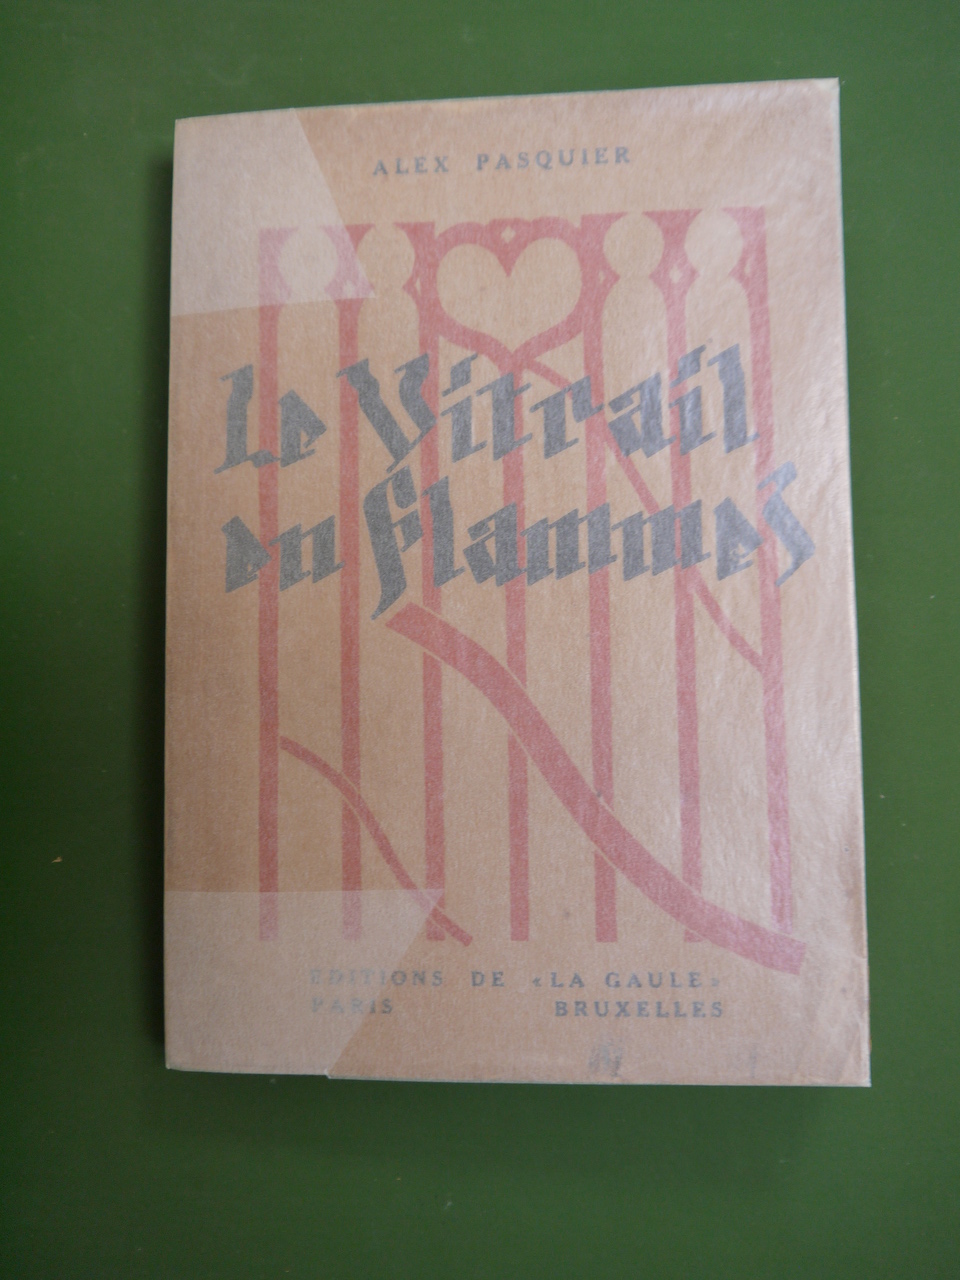 ALEX PASQUIER
Le Vitrail
en flammes
EDITIONS DE «LA GAULE»
PARIS BRUXELLES